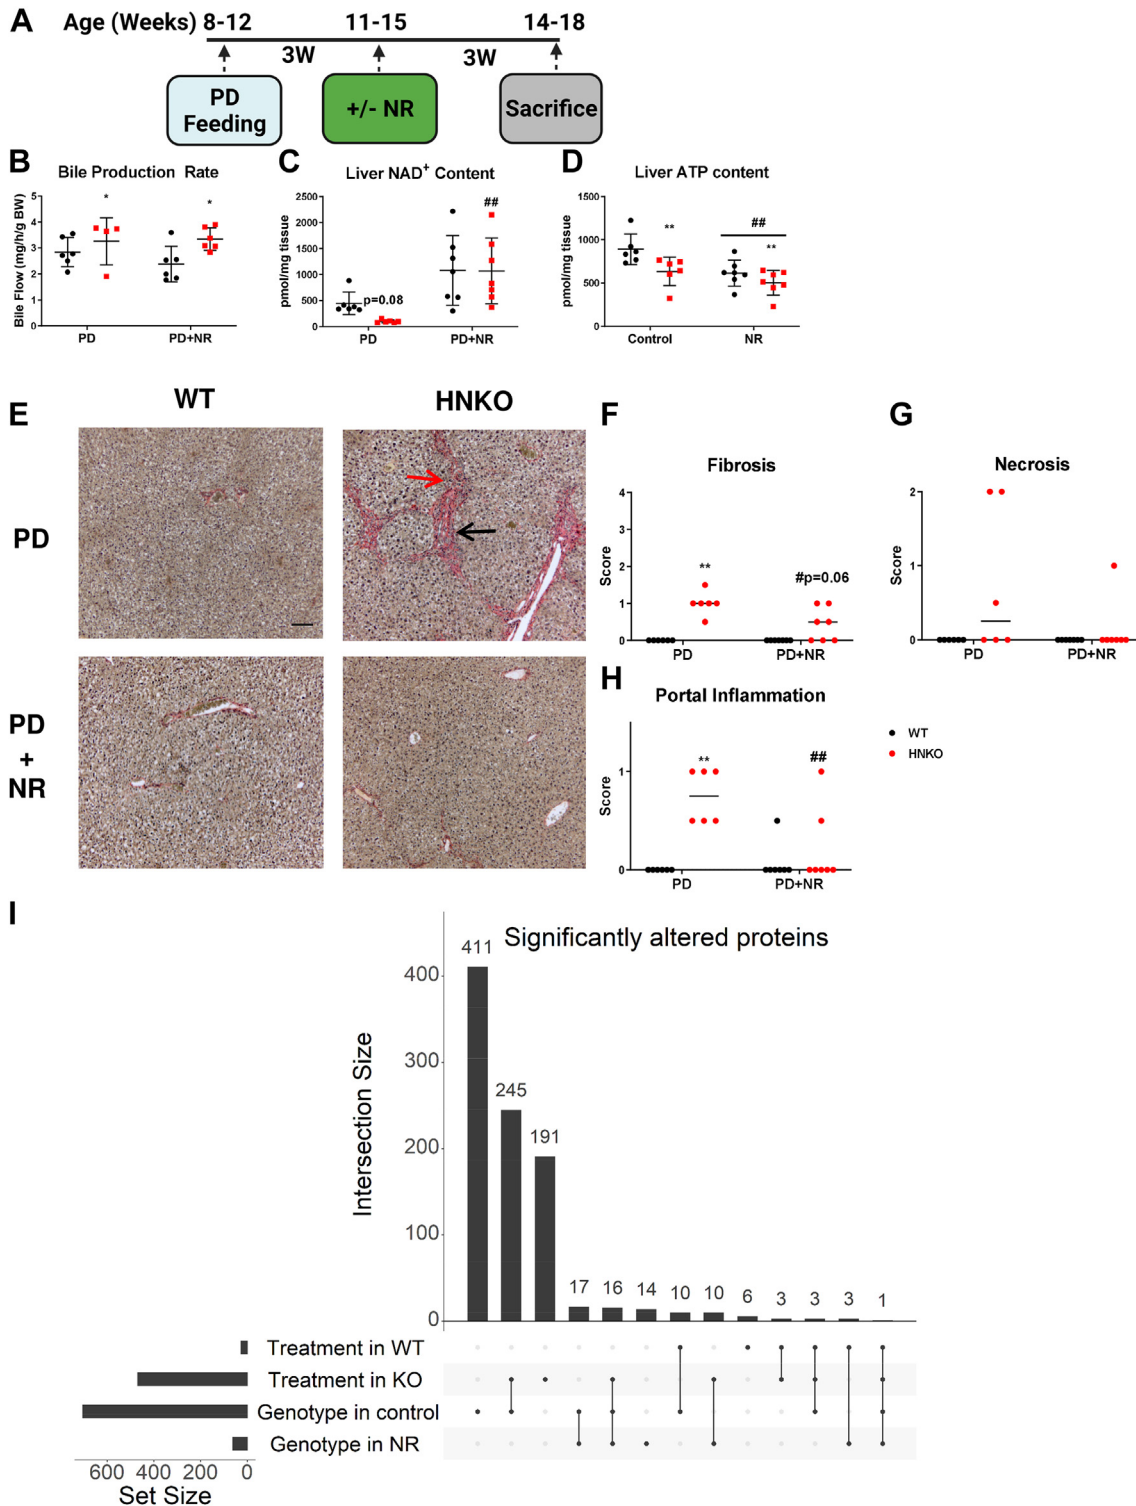 A
Age (Weeks) 8-12 11-15 14-18
3W 3W
PD
Feeding
+/- NR
Sacrifice
B
Bile Production Rate
Bile Flow (mg/h/g BW)
5
4
3
2
1
0
*
*
PD PD+NR
C
Liver NAD+ Content
pmol/mg tissue
2500
2000
1500
1000
500
0
p=0.08
##
PD PD+NR
D
Liver ATP content
pmol/mg tissue
1500
1000
500
0
**
##
**
Control NR
E
WT HNKO
PD
PD
+
NR
F
Fibrosis
Score
4
3
2
1
0
**
#p=0.06
PD PD+NR
G
Necrosis
Score
2
1
0
PD PD+NR
H
Portal Inflammation
Score
1
0
**
##
PD PD+NR
WT
HNKO
I
Significantly altered proteins
Intersection Size
400
300
200
100
0
411 245 191 17 16 14 10 10 6 3 3 3 1
Treatment in WT
Treatment in KO
Genotype in control
Genotype in NR
600 400 200 0
Set Size